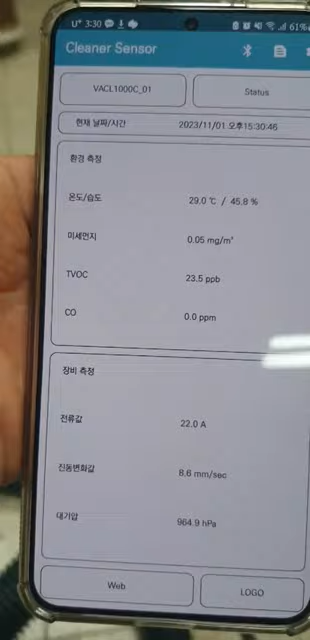 U+ 3:30 61%
Cleaner Sensor
VACL1000C_01 Status
현재 날짜/시간 2023/11/01 오후15:30:46
환경 측정
온도/습도 29.0 ℃ / 45.8 %
미세먼지 0.05 mg/m³
TVOC 23.5 ppb
CO 0.0 ppm
장비 측정
전류값 22.0 A
진동변화값 8.6 mm/sec
대기압 964.9 hPa
Web LOGO